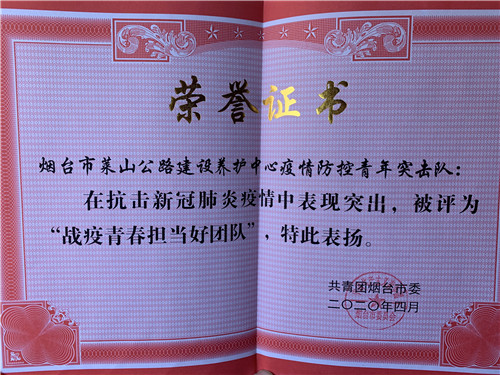 荣誉证书
烟台市莱山公路建设养护中心疫情防控青年突击队：
在抗击新冠肺炎疫情中表现突出，被评为
“战疫青春担当好团队”，特此表扬。
共青团烟台市委
二〇二〇年四月